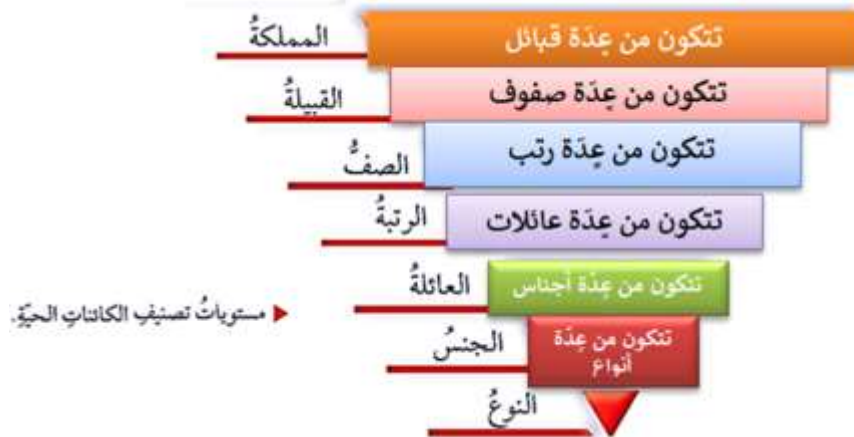 تتكون من عِدَة قبائل
المملكةُ
تتكون من عِدَة صفوف
القبيلةُ
تتكون من عِدَة رتب
الصفُّ
تتكون من عِدَة عائلات
الرتبةُ
تتكون من عِدَة أجناس
العائلةُ
◀ مستوياتُ تصنيفِ الكائناتِ الحيّةِ.
تتكون من عِدَة
أنواع
الجنسُ
النوعُ